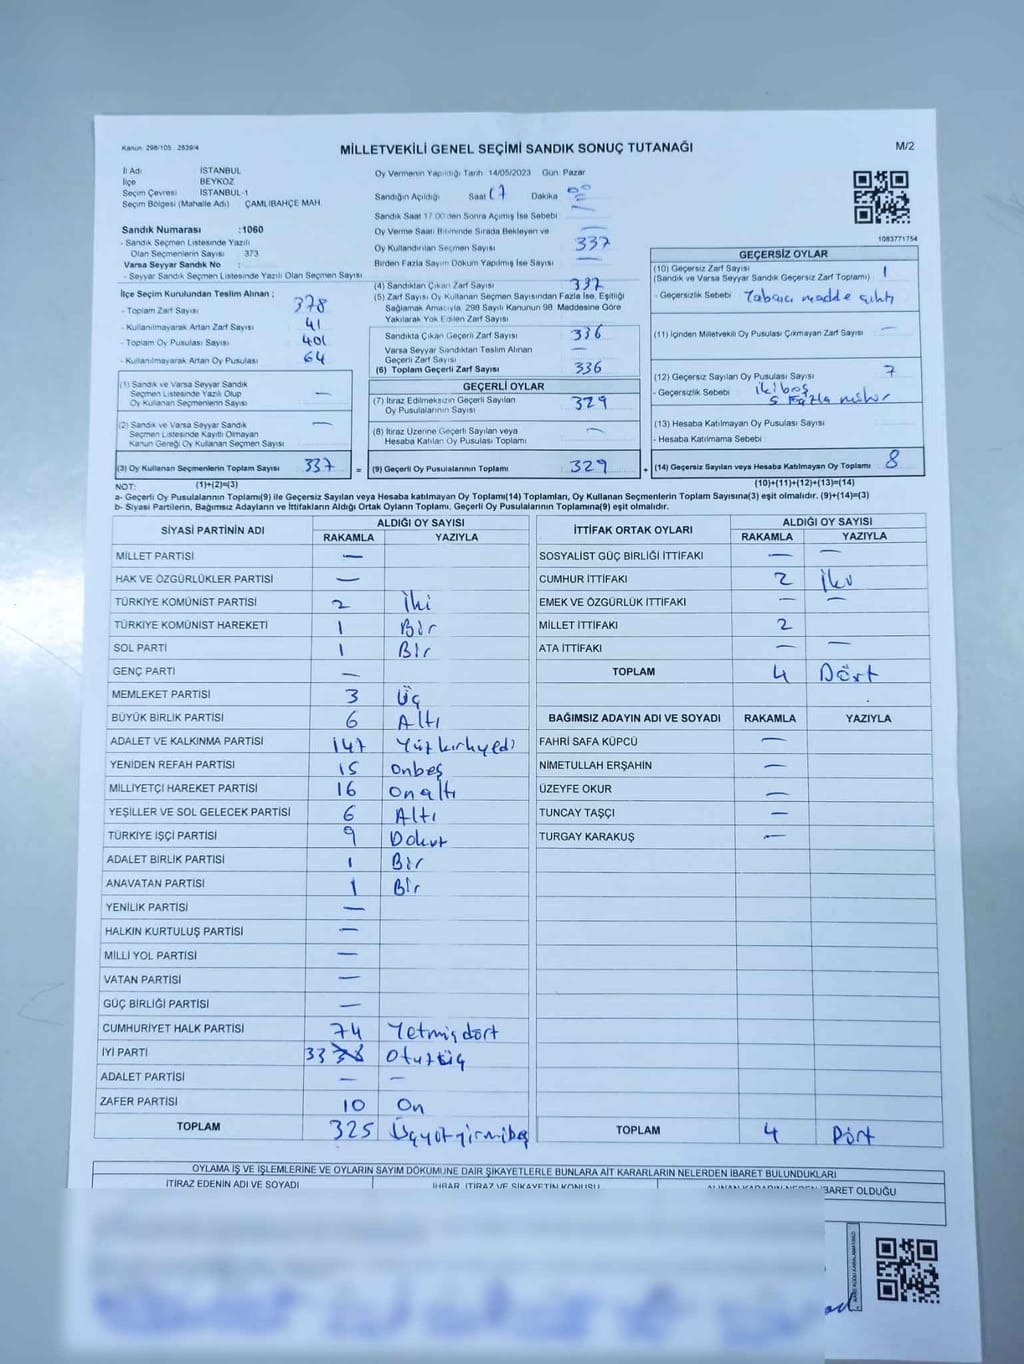 Kanun: 298/105 , 2839/4
MİLLETVEKİLİ GENEL SEÇİMİ SANDIK SONUÇ TUTANAĞI
M/2
İl Adı : İSTANBUL
İlçe : BEYKOZ
Seçim Çevresi : İSTANBUL-1
Seçim Bölgesi (Mahalle Adı) : ÇAMLIBAHÇE MAH.
Sandık Numarası :1060
- Sandık Seçmen Listesinde Yazılı
Olan Seçmenlerin Sayısı : 373
Varsa Seyyar Sandık No :
- Seyyar Sandık Seçmen Listesinde Yazılı Olan Seçmen Sayısı :
İlçe Seçim Kurulundan Teslim Alınan ;
- Toplam Zarf Sayısı : 378
- Kullanılmayarak Artan Zarf Sayısı : 41
- Toplam Oy Pusulası Sayısı : 401
- Kullanılmayarak Artan Oy Pusulası : 64
(1) Sandık ve Varsa Seyyar Sandık
Seçmen Listesinde Yazılı Olup
Oy Kullanan Seçmenlerin Sayısı : —
(2) Sandık ve Varsa Seyyar Sandık
Seçmen Listesinde Kayıtlı Olmayan
Kanun Gereği Oy Kullanan Seçmen Sayısı : —
(3) Oy Kullanan Seçmenlerin Toplam Sayısı : 337
Oy Vermenin Yapıldığı Tarih :14/05/2023 Gün :Pazar
Sandığın Açıldığı Saat 17 Dakika 00
Sandık Saat 17.00'den Sonra Açılmış İse Sebebi : —
Oy Verme Saati Bitiminde Sırada Bekleyen ve
Oy Kullandırılan Seçmen Sayısı : 337
Birden Fazla Sayım Döküm Yapılmış İse Sayısı : —
(4) Sandıktan Çıkan Zarf Sayısı : 337
(5) Zarf Sayısı Oy Kullanan Seçmen Sayısından Fazla İse, Eşitliği
Sağlamak Amacıyla, 298 Sayılı Kanunun 98. Maddesine Göre
Yakılarak Yok Edilen Zarf Sayısı :
Sandıkta Çıkan Geçerli Zarf Sayısı : 336
Varsa Seyyar Sandıktan Teslim Alınan
Geçerli Zarf Sayısı : —
(6) Toplam Geçerli Zarf Sayısı : 336
GEÇERLİ OYLAR
(7) İtiraz Edilmeksizin Geçerli Sayılan
Oy Pusulalarının Sayısı : 329
(8) İtiraz Üzerine Geçerli Sayılan veya
Hesaba Katılan Oy Pusulası Toplamı : —
= (9) Geçerli Oy Pusulalarının Toplamı : 329
1083771754
GEÇERSİZ OYLAR
(10) Geçersiz Zarf Sayısı
(Sandık ve Varsa Seyyar Sandık Geçersiz Zarf Toplamı) : 1
- Geçersizlik Sebebi : Yabancı madde çıktı
(11) İçinden Milletvekili Oy Pusulası Çıkmayan Zarf Sayısı : —
(12) Geçersiz Sayılan Oy Pusulası Sayısı : 7
- Geçersizlik Sebebi : iki boş
5 Fazla mühür
(13) Hesaba Katılmayan Oy Pusulası Sayısı :
- Hesaba Katılmama Sebebi :
+ (14) Geçersiz Sayılan veya Hesaba Katılmayan Oy Toplamı : 8
NOT: (1)+(2)=(3) (10)+(11)+(12)+(13)=(14)
a- Geçerli Oy Pusulalarının Toplamı(9) ile Geçersiz Sayılan veya Hesaba katılmayan Oy Toplamı(14) Toplamları, Oy Kullanan Seçmenlerin Toplam Sayısına(3) eşit olmalıdır. (9)+(14)=(3)
b- Siyasi Partilerin, Bağımsız Adayların ve İttifakların Aldığı Oyların Toplamı, Geçerli Oy Pusulalarının Toplamına(9) eşit olmalıdır.
SİYASİ PARTİNİN ADI ALDIĞI OY SAYISI
RAKAMLA YAZIYLA
MİLLET PARTİSİ —
HAK VE ÖZGÜRLÜKLER PARTİSİ —
TÜRKİYE KOMÜNİST PARTİSİ 2 İki
TÜRKİYE KOMÜNİST HAREKETİ 1 Bir
SOL PARTİ 1 Bir
GENÇ PARTİ —
MEMLEKET PARTİSİ 3 Üç
BÜYÜK BİRLİK PARTİSİ 6 Altı
ADALET VE KALKINMA PARTİSİ 147 Yüzkırkyedi
YENİDEN REFAH PARTİSİ 15 onbeş
MİLLİYETÇİ HAREKET PARTİSİ 16 onaltı
YEŞİLLER VE SOL GELECEK PARTİSİ 6 Altı
TÜRKİYE İŞÇİ PARTİSİ 9 Dokuz
ADALET BİRLİK PARTİSİ 1 Bir
ANAVATAN PARTİSİ 1 Bir
YENİLİK PARTİSİ —
HALKIN KURTULUŞ PARTİSİ —
MİLLİ YOL PARTİSİ —
VATAN PARTİSİ —
GÜÇ BİRLİĞİ PARTİSİ —
CUMHURİYET HALK PARTİSİ 74 Yetmişdört
İYİ PARTİ 33 Otuzüç
ADALET PARTİSİ — —
ZAFER PARTİSİ 10 On
TOPLAM 325 Üçyüzyirmibeş
İTTİFAK ORTAK OYLARI ALDIĞI OY SAYISI
RAKAMLA YAZIYLA
SOSYALİST GÜÇ BİRLİĞİ İTTİFAKI — —
CUMHUR İTTİFAKI 2 İki
EMEK VE ÖZGÜRLÜK İTTİFAKI — —
MİLLET İTTİFAKI 2
ATA İTTİFAKI — —
TOPLAM 4 Dört
BAĞIMSIZ ADAYIN ADI VE SOYADI RAKAMLA YAZIYLA
FAHRİ SAFA KÜPCÜ —
NİMETULLAH ERŞAHİN —
ÜZEYFE OKUR —
TUNCAY TAŞÇI —
TURGAY KARAKUŞ —
TOPLAM 4 Dört
OYLAMA İŞ VE İŞLEMLERİNE VE OYLARIN SAYIM DÖKÜMÜNE DAİR ŞİKAYETLERLE BUNLARA AİT KARARLARIN NELERDEN İBARET BULUNDUKLARI
İTİRAZ EDENİN ADI VE SOYADI İHBAR, İTİRAZ VE ŞİKAYETİN KONUSU ALINAN KARARIN NEDEN İBARET OLDUĞU